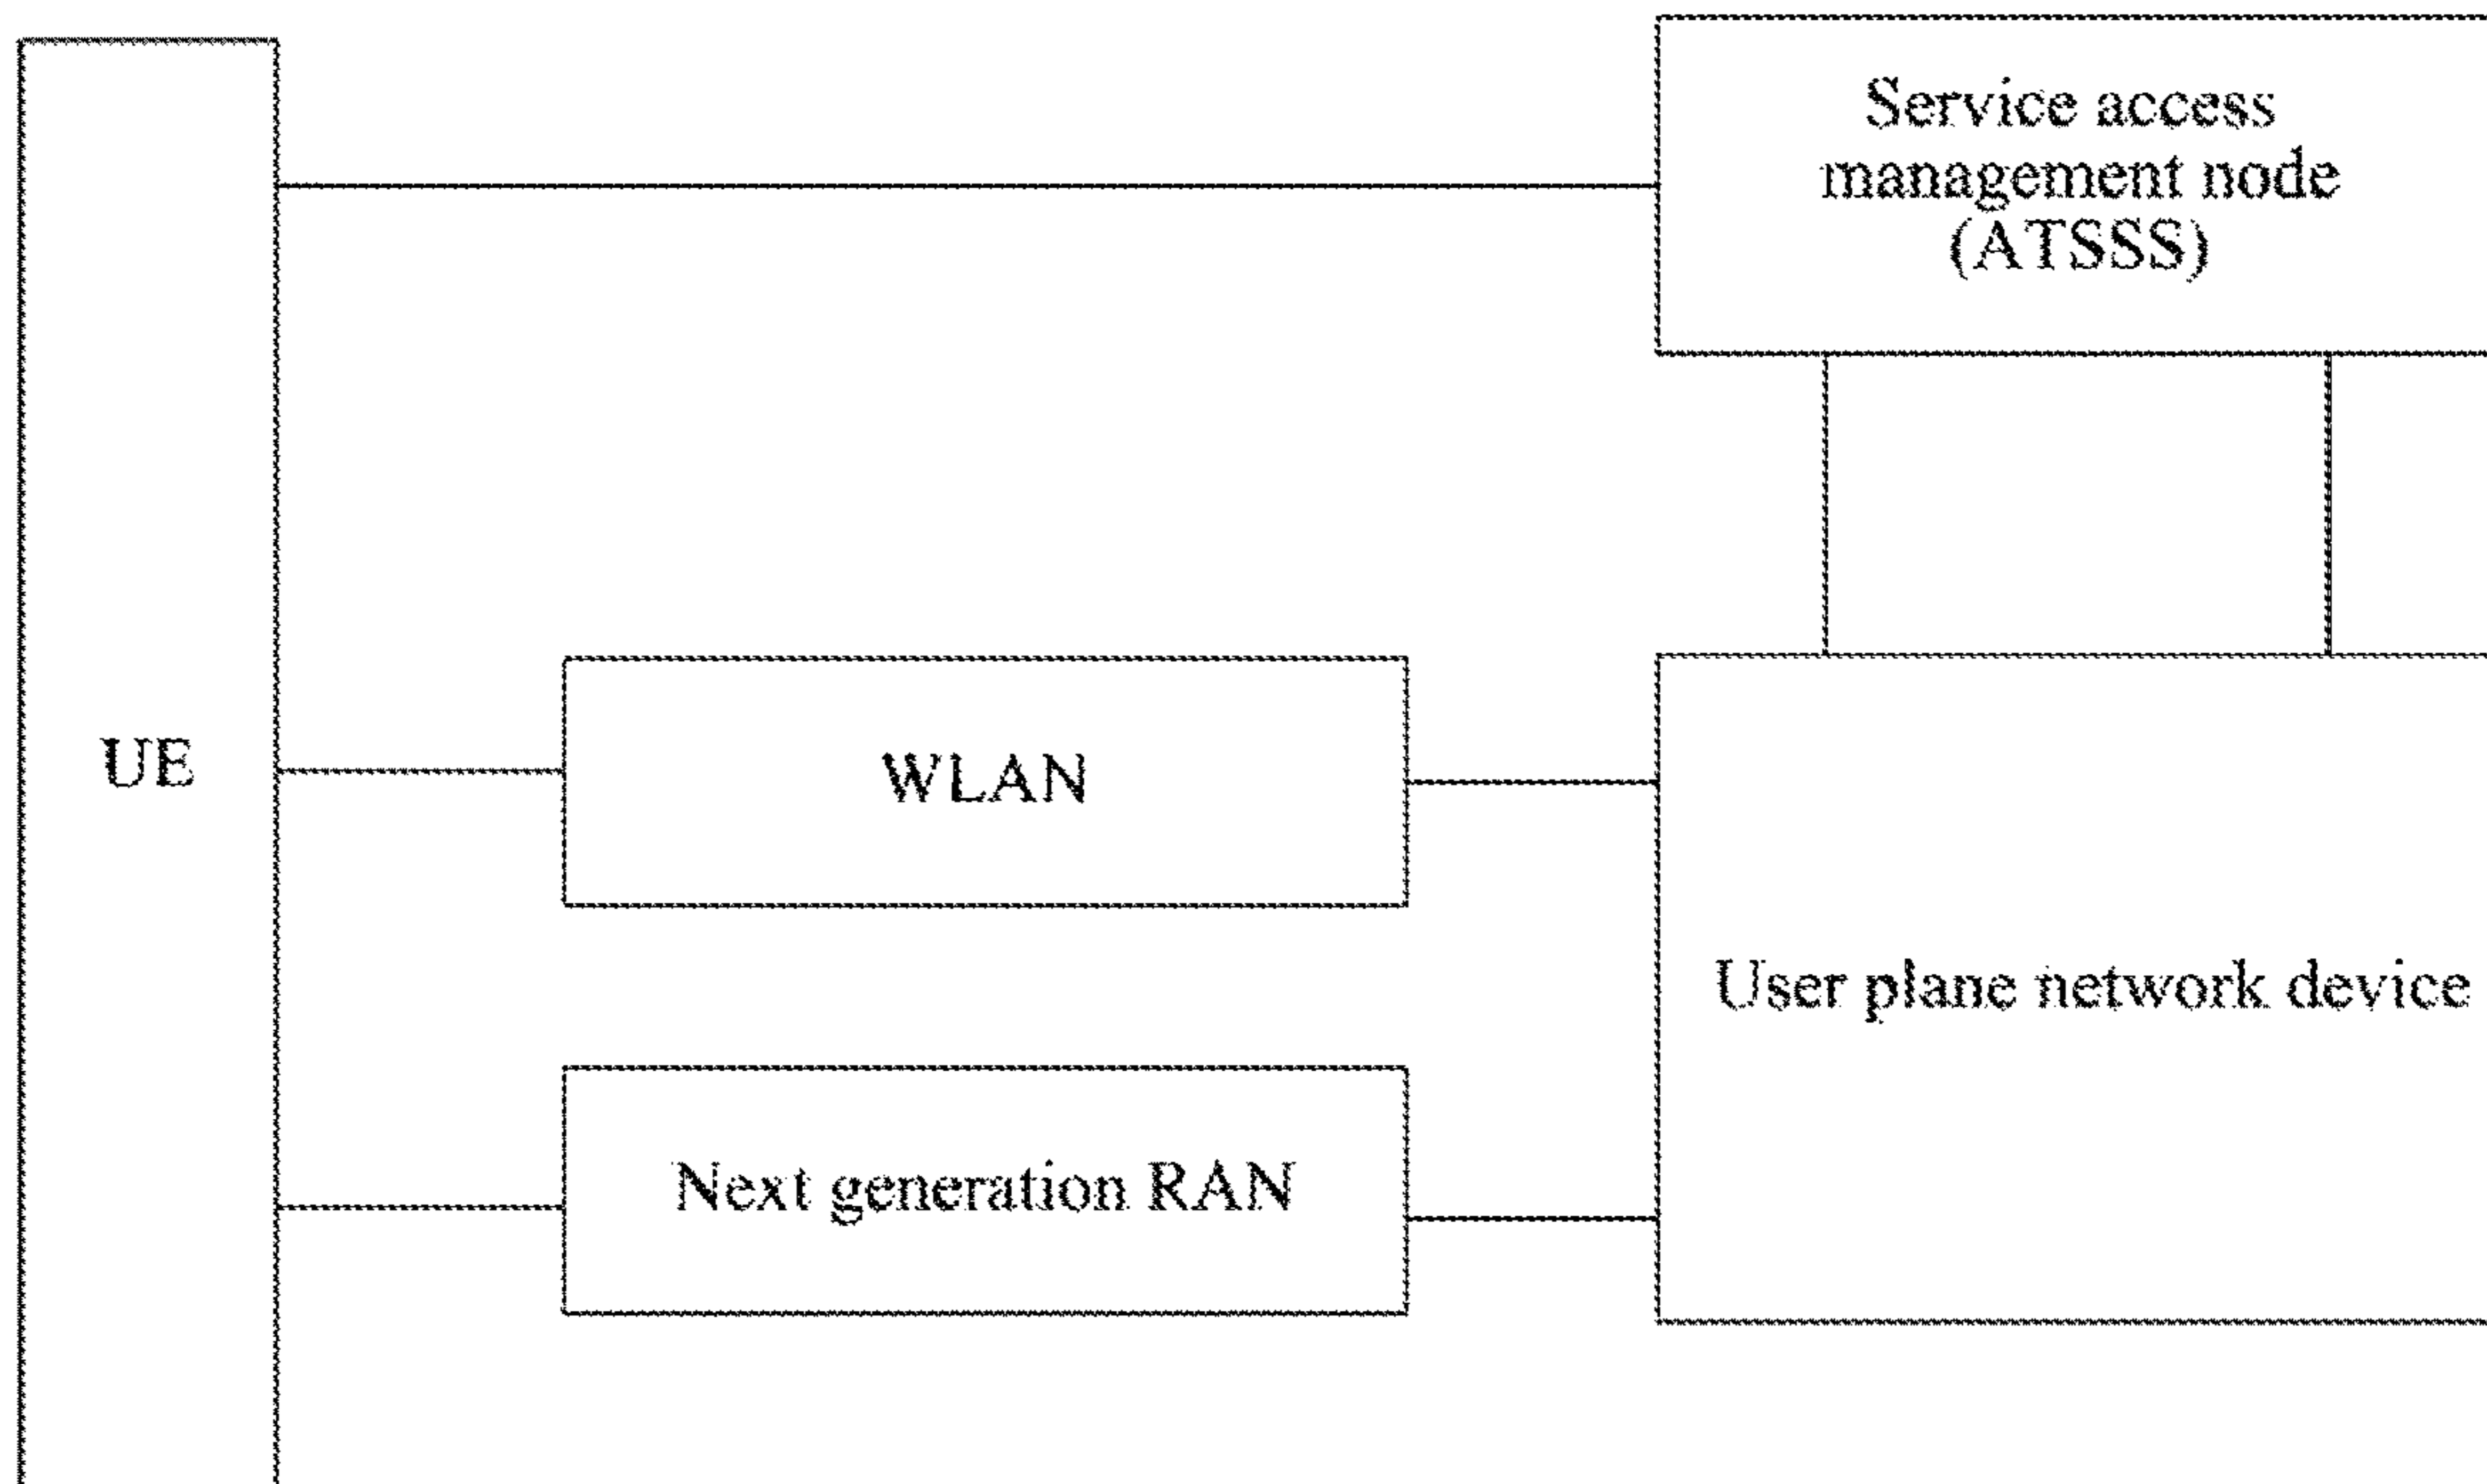 Service access
management node
(ATSSS)
UE
WLAN
User plane network device
Next generation RAN